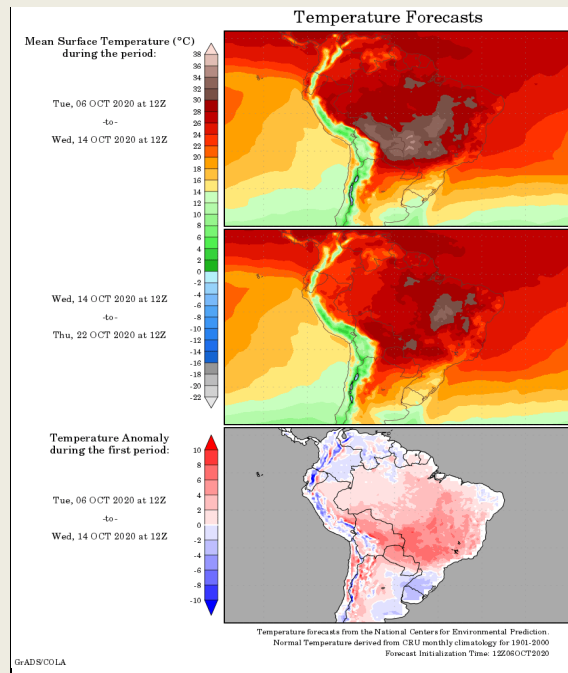 Temperature Forecasts
Mean Surface Temperature (°C)
during the period:
Tue, 06 OCT 2020 at 12Z
-to-
Wed, 14 OCT 2020 at 12Z
38
36
34
32
30
28
26
24
22
20
18
16
14
12
10
8
6
4
2
0
-2
-4
-6
-8
-10
-12
-14
-16
-18
-20
-22
Wed, 14 OCT 2020 at 12Z
-to-
Thu, 22 OCT 2020 at 12Z
Temperature Anomaly
during the first period:
Tue, 06 OCT 2020 at 12Z
-to-
Wed, 14 OCT 2020 at 12Z
10
8
6
4
2
0
-2
-4
-6
-8
-10
Temperature forecasts from the National Centers for Environmental Prediction.
Normal Temperature derived from CRU monthly climatology for 1901-2000
Forecast Initialization Time: 12Z06OCT2020
GrADS/COLA